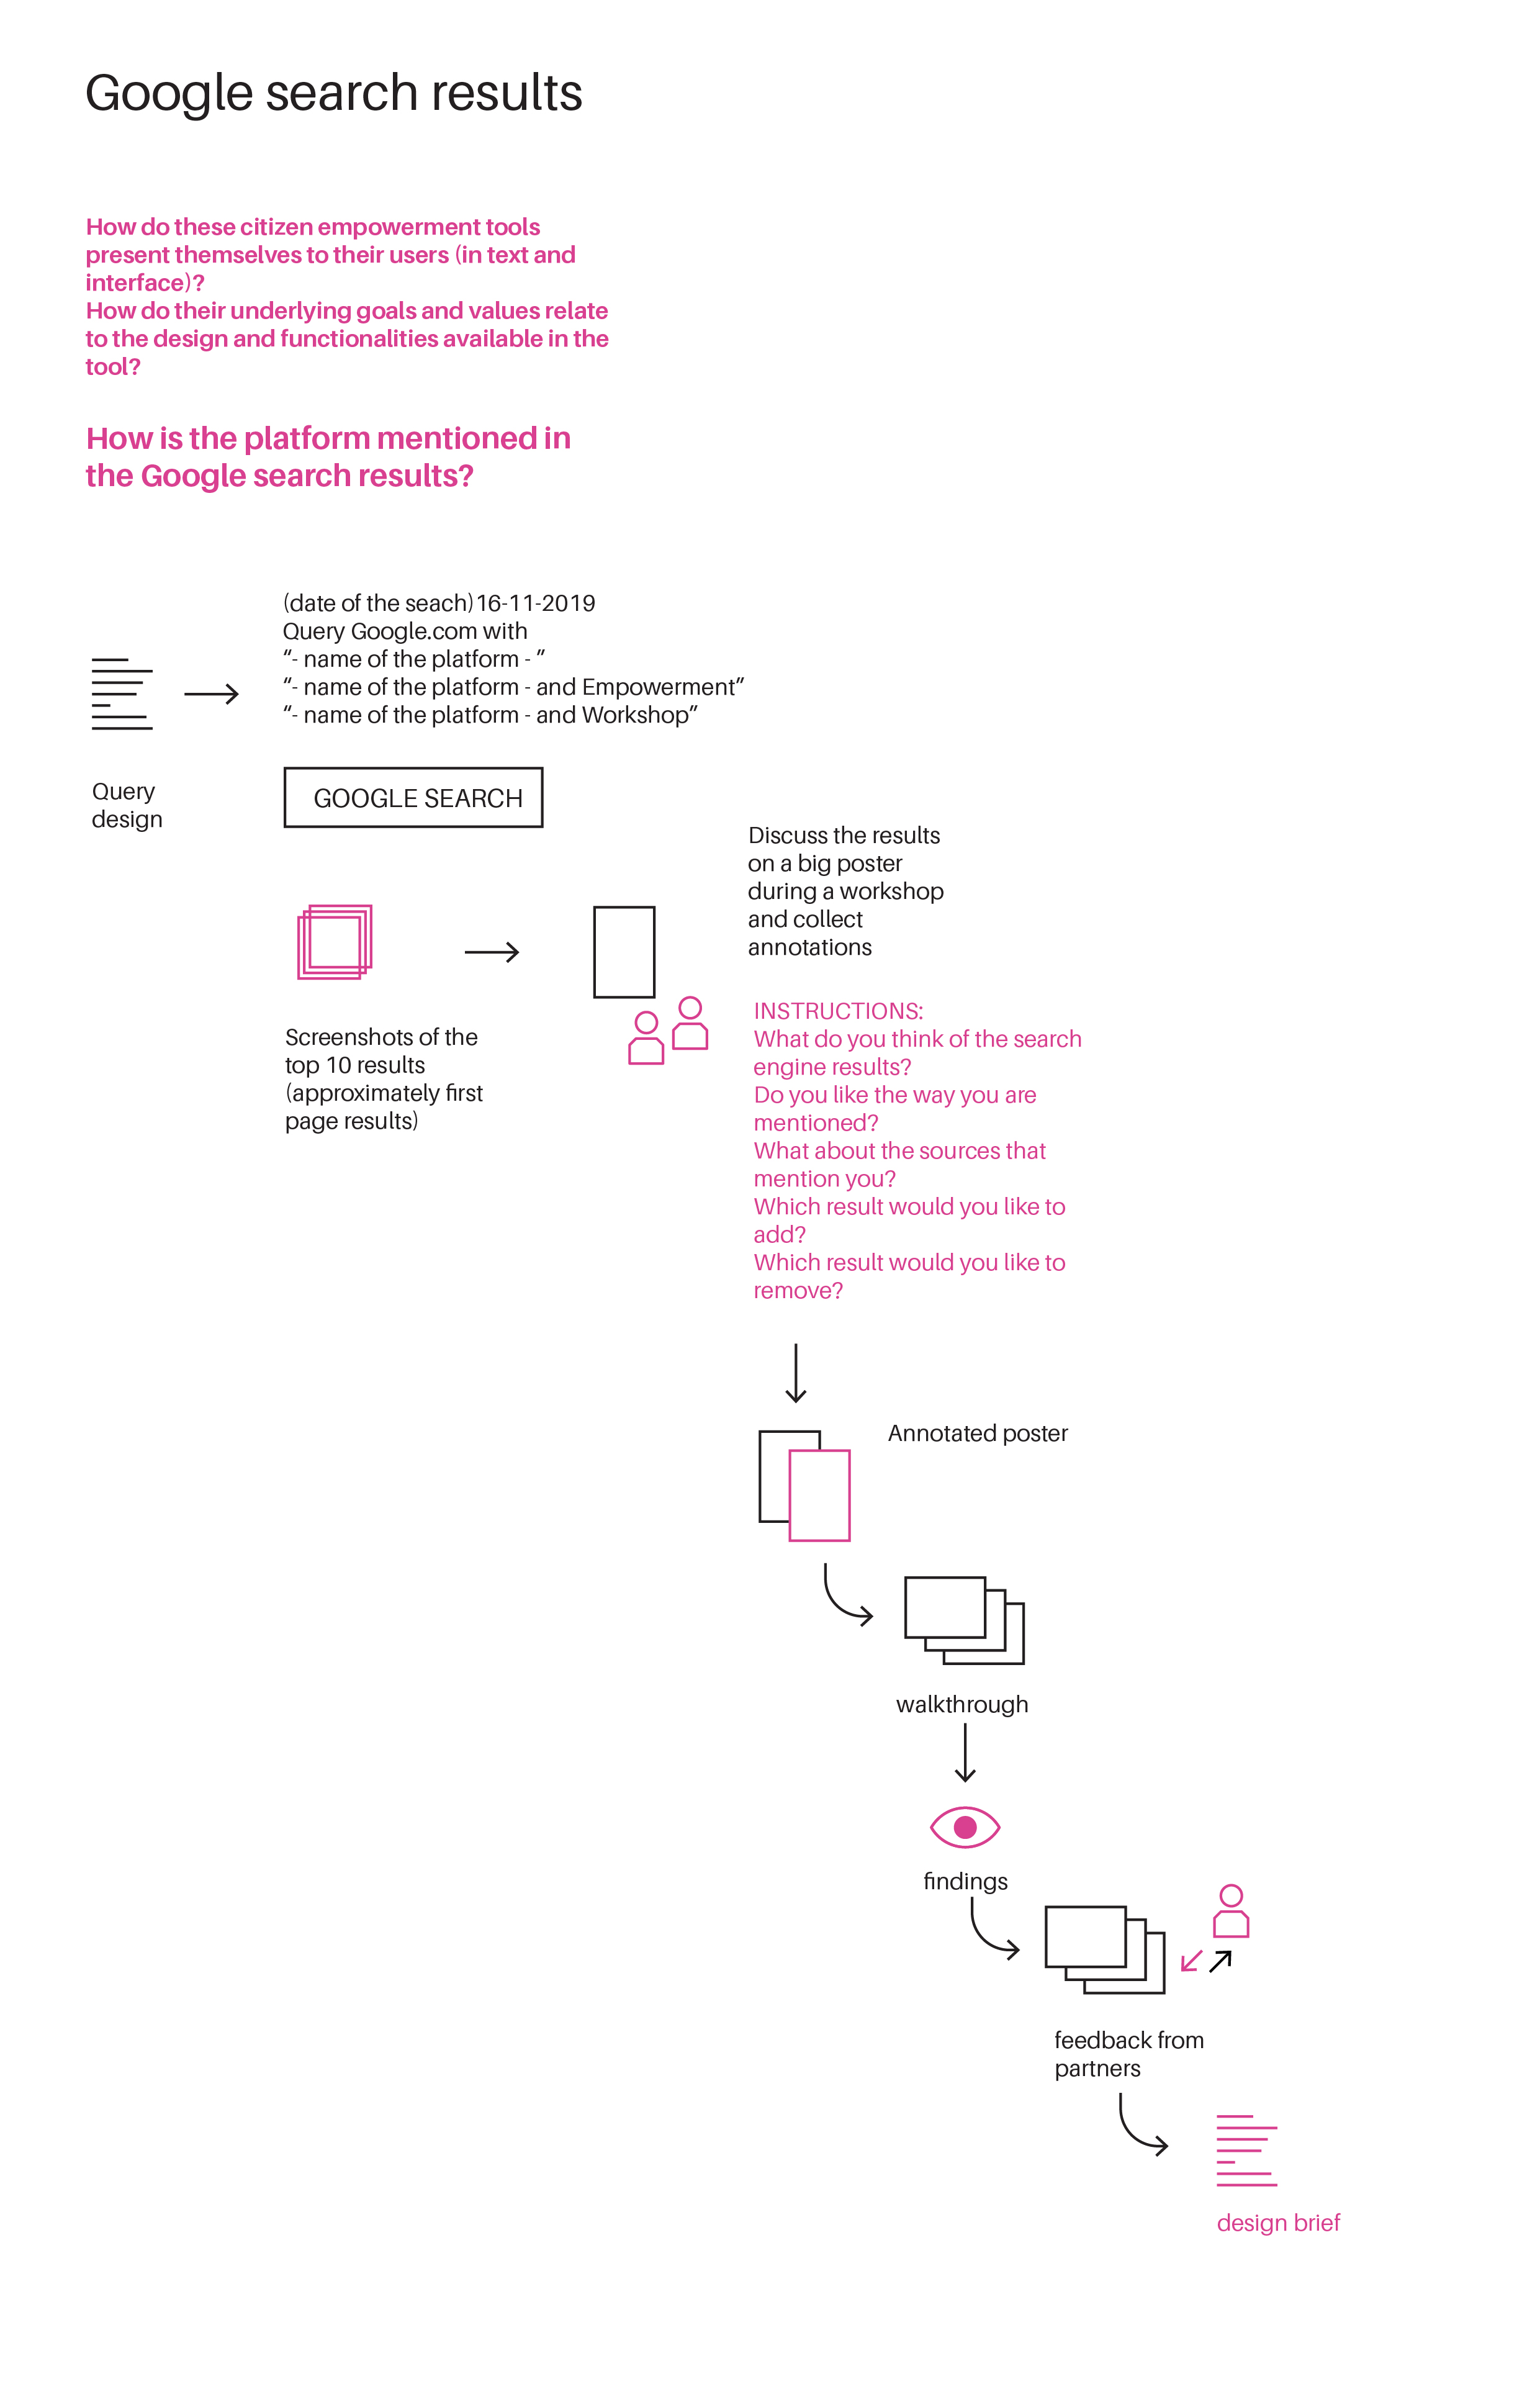 Google search results
How do these citizen empowerment tools
present themselves to their users (in text and
interface)?
How do their underlying goals and values relate
to the design and functionalities available in the
tool?
How is the platform mentioned in
the Google search results?
(date of the seach)16-11-2019
Query Google.com with
“- name of the platform - ”
“- name of the platform - and Empowerment”
“- name of the platform - and Workshop”
Query
design
GOOGLE SEARCH
Screenshots of the
top 10 results
(approximately first
page results)
Discuss the results
on a big poster
during a workshop
and collect
annotations
INSTRUCTIONS:
What do you think of the search
engine results?
Do you like the way you are
mentioned?
What about the sources that
mention you?
Which result would you like to
add?
Which result would you like to
remove?
Annotated poster
walkthrough
findings
feedback from
partners
design brief